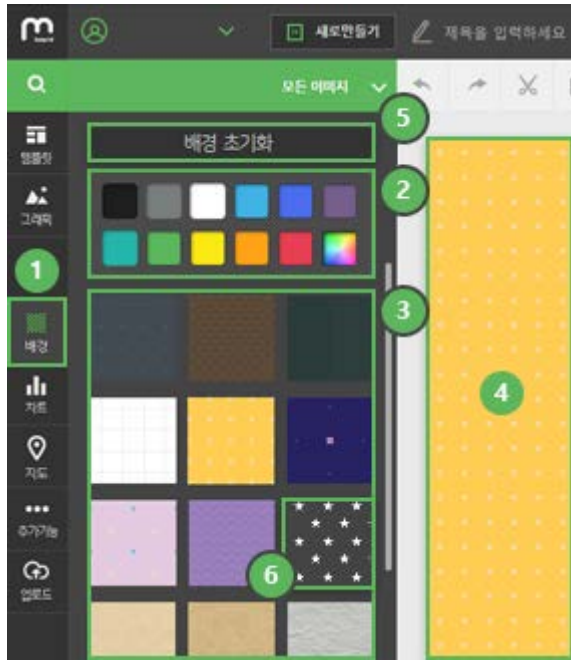 새로만들기
제목을 입력하세요
모든 이미지
5
배경 초기화
템플릿
2
그래픽
1
3
배경
4
차트
지도
추가기능
6
업로드